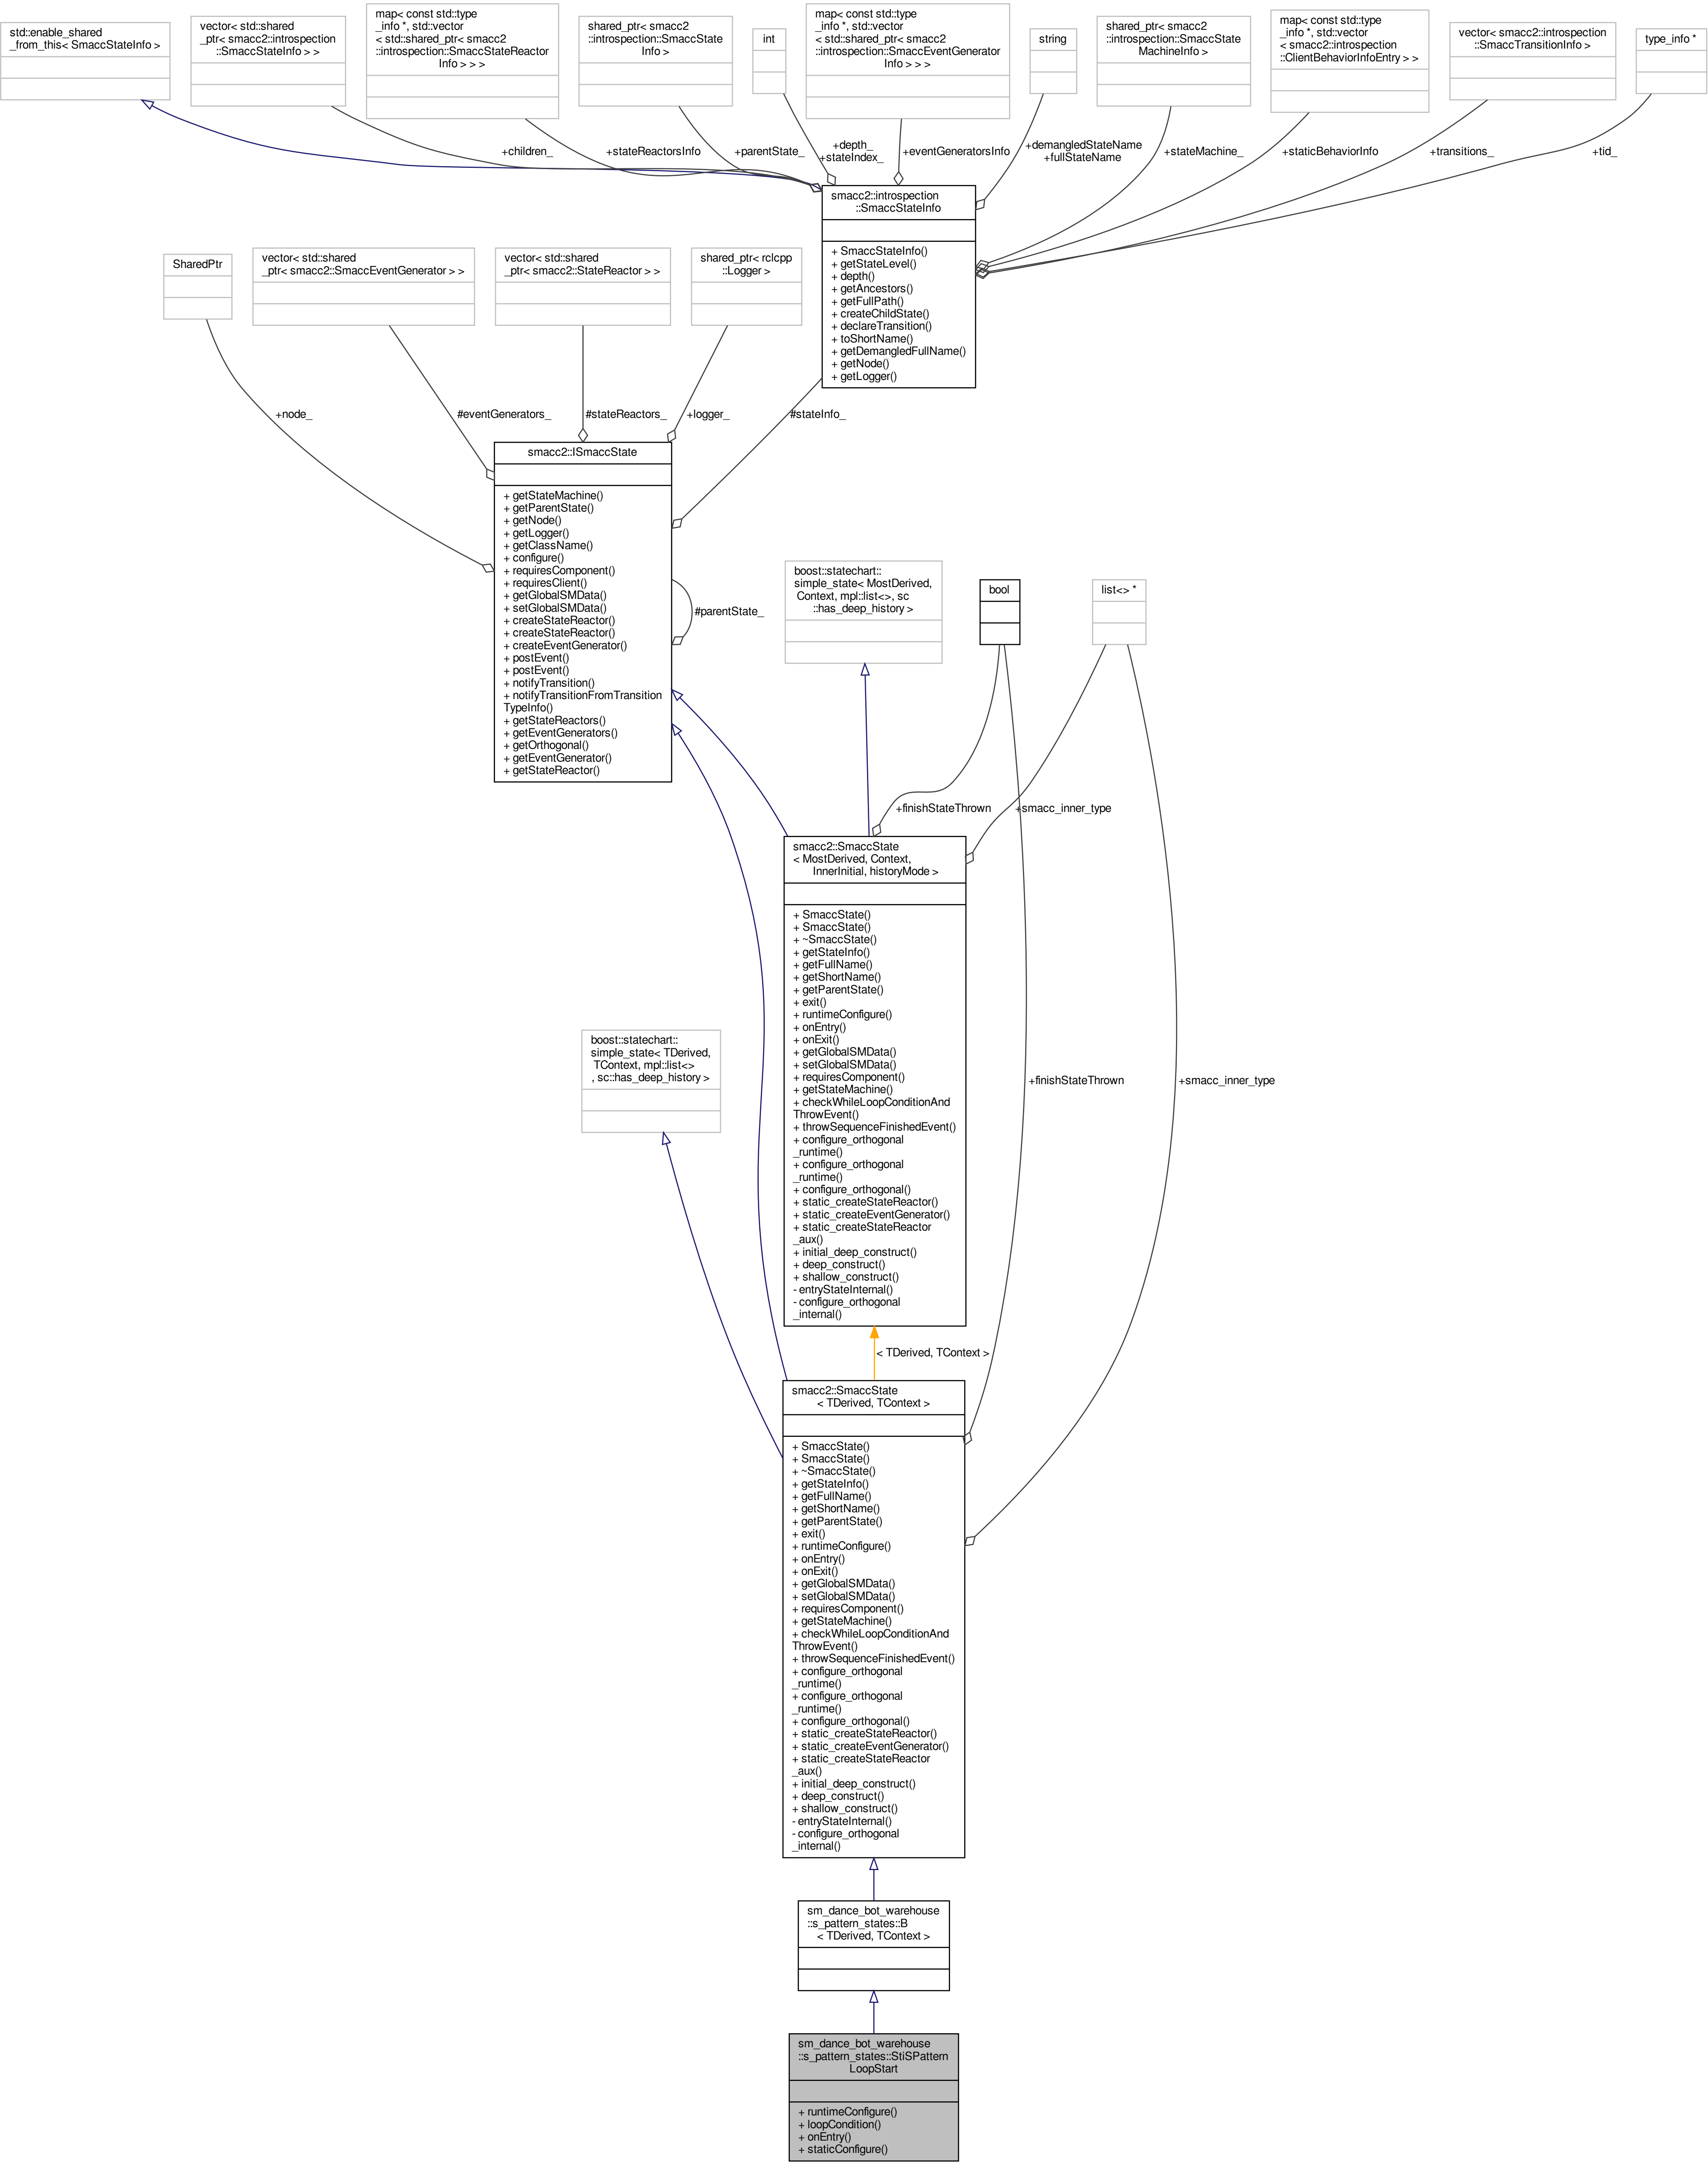 std::enable_shared
_from_this< SmaccStateInfo >
vector< std::shared
_ptr< smacc2::introspection
::SmaccStateInfo > >
map< const std::type
_info *, std::vector
< std::shared_ptr< smacc2
::introspection::SmaccStateReactor
Info > > >
shared_ptr< smacc2
::introspection::SmaccState
Info >
int
map< const std::type
_info *, std::vector
< std::shared_ptr< smacc2
::introspection::SmaccEventGenerator
Info > > >
string
shared_ptr< smacc2
::introspection::SmaccState
MachineInfo >
map< const std::type
_info *, std::vector
< smacc2::introspection
::ClientBehaviorInfoEntry > >
vector< smacc2::introspection
::SmaccTransitionInfo >
type_info *
+children_
+stateReactorsInfo
+parentState_
+depth_
+stateIndex_
+eventGeneratorsInfo
+demangledStateName
+fullStateName
+stateMachine_
+staticBehaviorInfo
+transitions_
+tid_
smacc2::introspection
::SmaccStateInfo
+ SmaccStateInfo()
+ getStateLevel()
+ depth()
+ getAncestors()
+ getFullPath()
+ createChildState()
+ declareTransition()
+ toShortName()
+ getDemangledFullName()
+ getNode()
+ getLogger()
SharedPtr
vector< std::shared
_ptr< smacc2::SmaccEventGenerator > >
vector< std::shared
_ptr< smacc2::StateReactor > >
shared_ptr< rclcpp
::Logger >
+node_
#eventGenerators_
#stateReactors_
+logger_
#stateInfo_
smacc2::ISmaccState
+ getStateMachine()
+ getParentState()
+ getNode()
+ getLogger()
+ getClassName()
+ configure()
+ requiresComponent()
+ requiresClient()
+ getGlobalSMData()
+ setGlobalSMData()
+ createStateReactor()
+ createStateReactor()
+ createEventGenerator()
+ postEvent()
+ postEvent()
+ notifyTransition()
+ notifyTransitionFromTransition
TypeInfo()
+ getStateReactors()
+ getEventGenerators()
+ getOrthogonal()
+ getEventGenerator()
+ getStateReactor()
#parentState_
boost::statechart::
simple_state< MostDerived,
Context, mpl::list<>, sc
::has_deep_history >
bool
list<> *
+finishStateThrown
+smacc_inner_type
smacc2::SmaccState
< MostDerived, Context,
InnerInitial, historyMode >
+ SmaccState()
+ SmaccState()
+ ~SmaccState()
+ getStateInfo()
+ getFullName()
+ getShortName()
+ getParentState()
+ exit()
+ runtimeConfigure()
+ onEntry()
+ onExit()
+ getGlobalSMData()
+ setGlobalSMData()
+ requiresComponent()
+ getStateMachine()
+ checkWhileLoopConditionAnd
ThrowEvent()
+ throwSequenceFinishedEvent()
+ configure_orthogonal
_runtime()
+ configure_orthogonal
_runtime()
+ configure_orthogonal()
+ static_createStateReactor()
+ static_createEventGenerator()
+ static_createStateReactor
_aux()
+ initial_deep_construct()
+ deep_construct()
+ shallow_construct()
- entryStateInternal()
- configure_orthogonal
_internal()
boost::statechart::
simple_state< TDerived,
TContext, mpl::list<>
, sc::has_deep_history >
+finishStateThrown
+smacc_inner_type
< TDerived, TContext >
smacc2::SmaccState
< TDerived, TContext >
+ SmaccState()
+ SmaccState()
+ ~SmaccState()
+ getStateInfo()
+ getFullName()
+ getShortName()
+ getParentState()
+ exit()
+ runtimeConfigure()
+ onEntry()
+ onExit()
+ getGlobalSMData()
+ setGlobalSMData()
+ requiresComponent()
+ getStateMachine()
+ checkWhileLoopConditionAnd
ThrowEvent()
+ throwSequenceFinishedEvent()
+ configure_orthogonal
_runtime()
+ configure_orthogonal
_runtime()
+ configure_orthogonal()
+ static_createStateReactor()
+ static_createEventGenerator()
+ static_createStateReactor
_aux()
+ initial_deep_construct()
+ deep_construct()
+ shallow_construct()
- entryStateInternal()
- configure_orthogonal
_internal()
sm_dance_bot_warehouse
::s_pattern_states::B
< TDerived, TContext >
sm_dance_bot_warehouse
::s_pattern_states::StiSPattern
LoopStart
+ runtimeConfigure()
+ loopCondition()
+ onEntry()
+ staticConfigure()